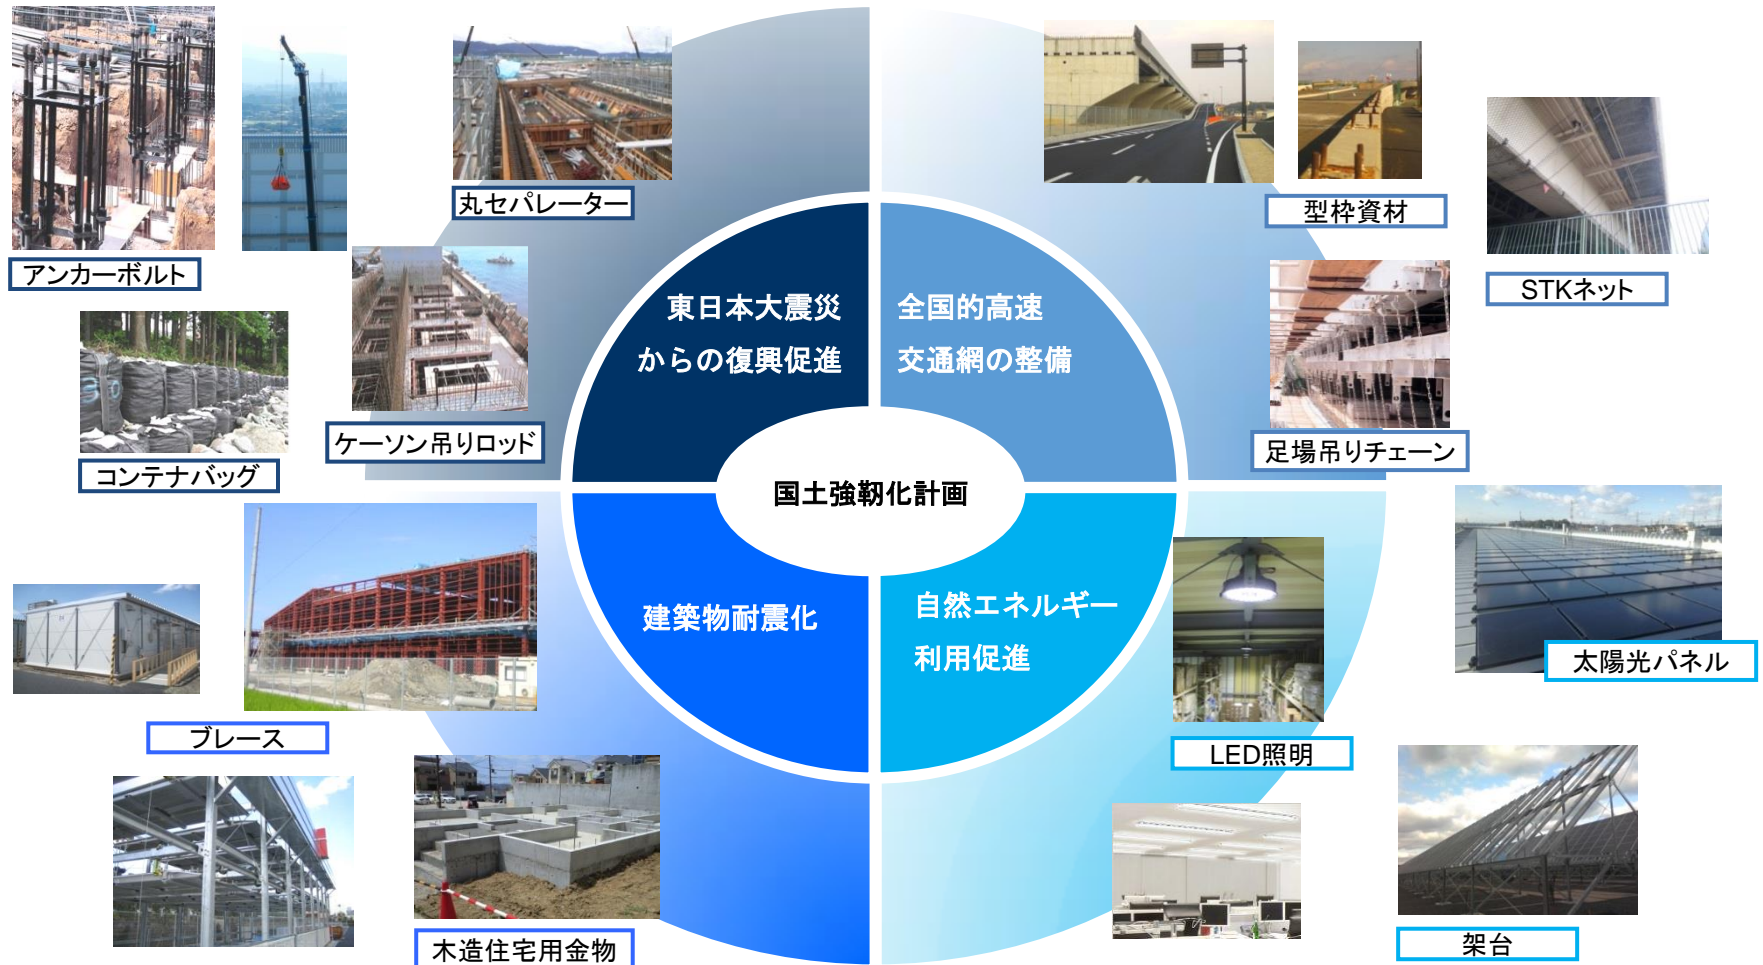 丸セパレーター
型枠資材
アンカーボルト
STKネット
東日本大震災
からの復興促進
全国的高速
交通網の整備
ケーソン吊りロッド
足場吊りチェーン
コンテナバッグ
国土強靭化計画
建築物耐震化
自然エネルギー
利用促進
太陽光パネル
ブレース
LED照明
木造住宅用金物
架台